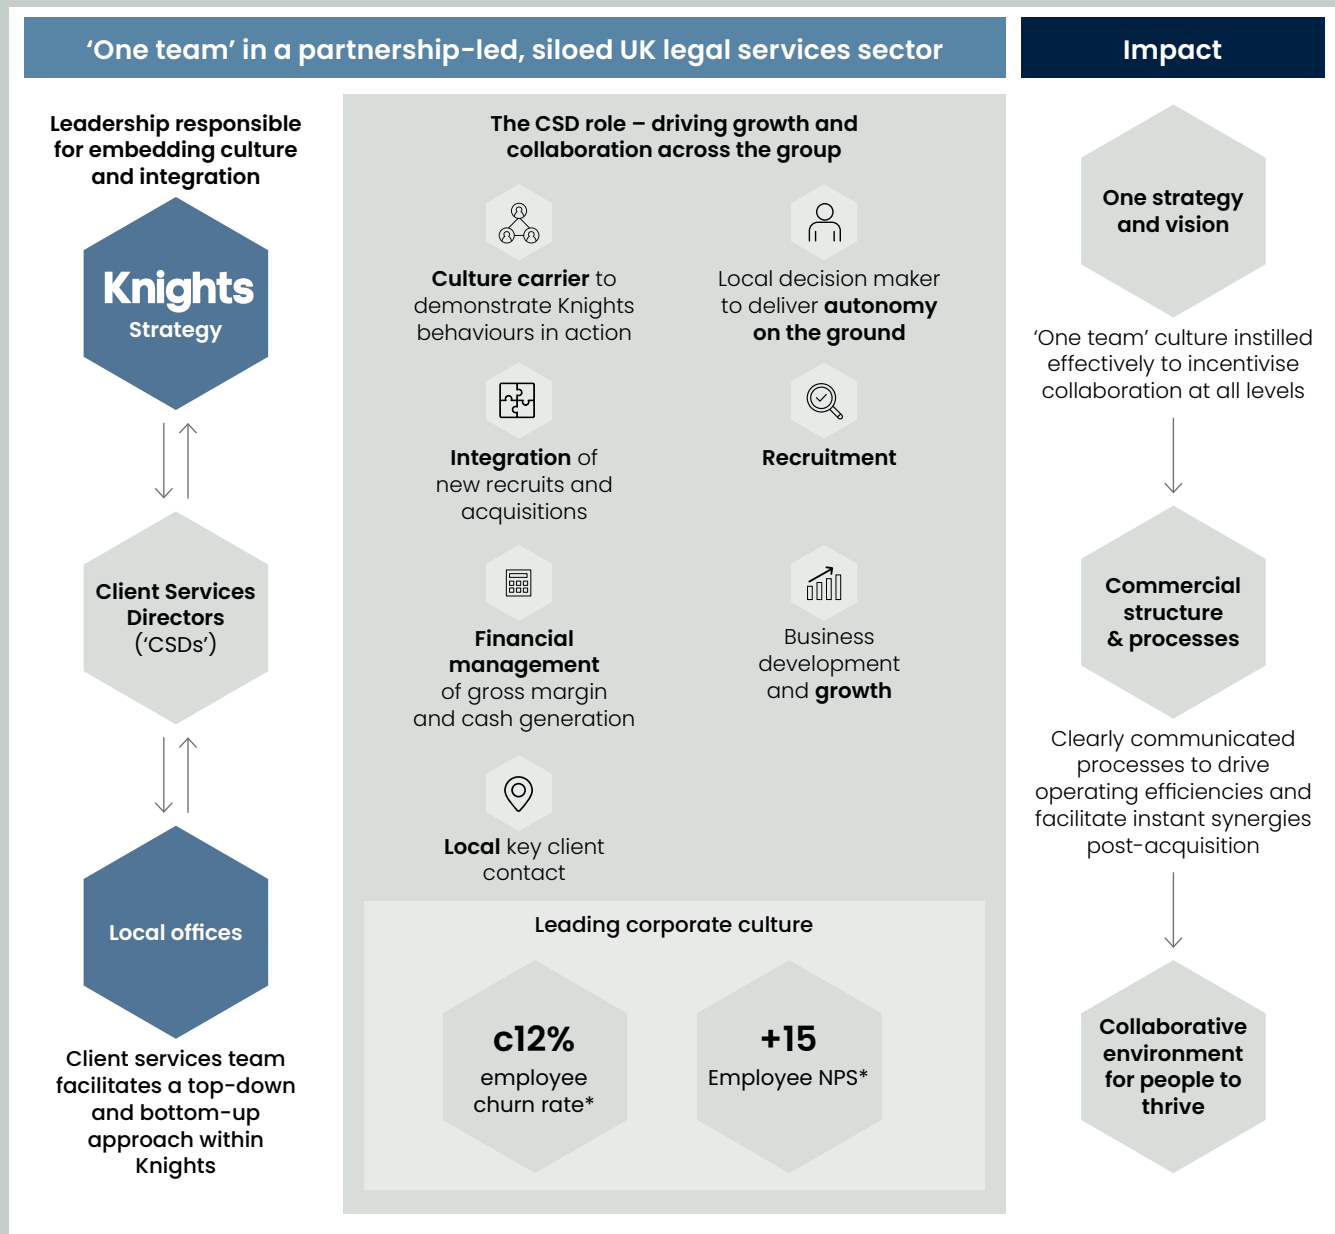 ‘One team’ in a partnership-led, siloed UK legal services sector
Impact
Leadership responsible
for embedding culture
and integration
Knights
Strategy
Client Services
Directors
(‘CSDs’)
Local offices
Client services team
facilitates a top-down
and bottom-up
approach within
Knights
The CSD role – driving growth and
collaboration across the group
Culture carrier to
demonstrate Knights
behaviours in action
Local decision maker
to deliver autonomy
on the ground
Integration of
new recruits and
acquisitions
Recruitment
Financial
management
of gross margin
and cash generation
Business
development
and growth
Local key client
contact
Leading corporate culture
c12%
employee
churn rate*
+15
Employee NPS*
One strategy
and vision
‘One team’ culture instilled
effectively to incentivise
collaboration at all levels
Commercial
structure
& processes
Clearly communicated
processes to drive
operating efficiencies and
facilitate instant synergies
post-acquisition
Collaborative
environment
for people to
thrive